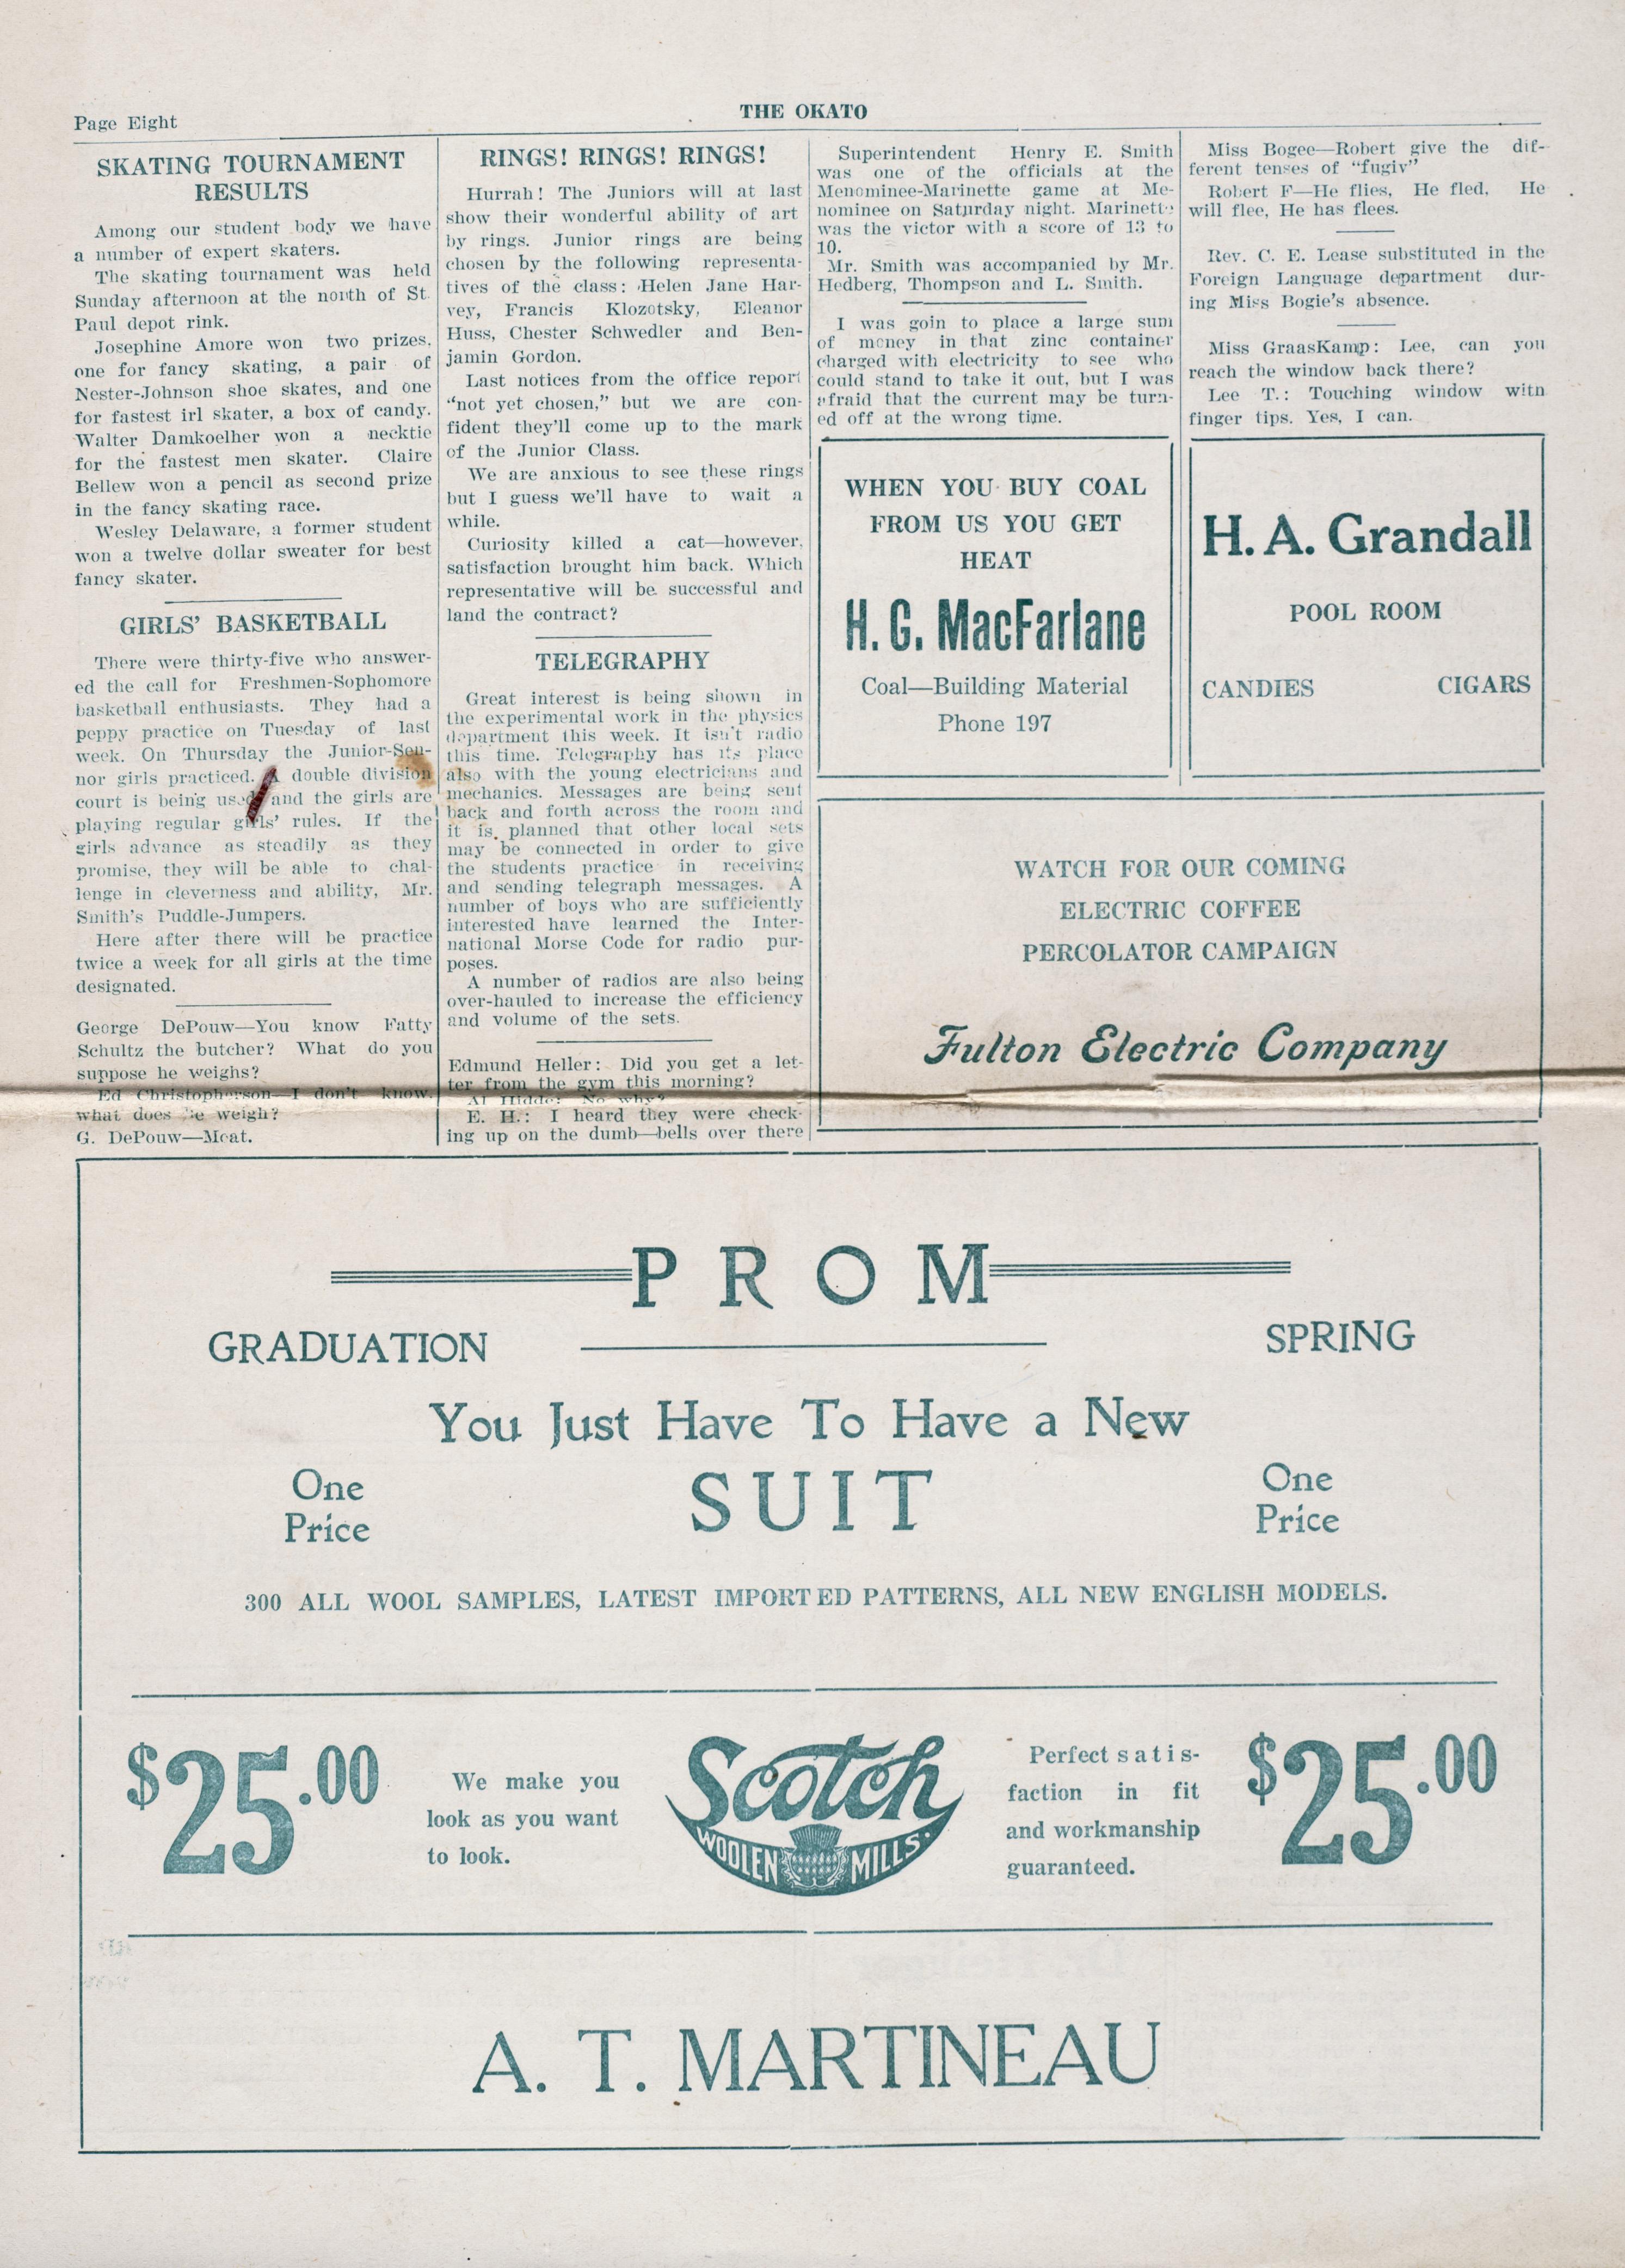 Page Eight
THE OKATO
SKATING TOURNAMENT
RESULTS
Among our student body we have
a number of expert skaters.
The skating tournament was held
Sunday afternoon at the north of St.
Paul depot rink.
Josephine Amore won two prizes,
one for fancy skating, a pair of
Nester-Johnson shoe skates, and one
for fastest irl skater, a box of candy.
Walter Damkoelher won a necktie
for the fastest men skater. Claire
Bellew won a pencil as second prize
in the fancy skating race.
Wesley Delaware, a former student
won a twelve dollar sweater for best
fancy skater.
GIRLS' BASKETBALL
There were thirty-five who answer-
ed the call for Freshmen-Sophomore
basketball enthusiasts. They had a
peppy practice on Tuesday of last
week. On Thursday the Junior-Sen-
nor girls practiced. A double division
court is being used and the girls are
playing regular girls' rules. If the
girls advance as steadily as they
promise, they will be able to chal-
lenge in cleverness and ability, Mr.
Smith's Puddle-Jumpers.
Here after there will be practice
twice a week for all girls at the time
designated.
George DePouw—You know Fatty
Schultz the butcher? What do you
suppose he weighs?
Ed Christopherson—I don't know,
what does he weigh?
G. DePouw—Meat.
RINGS! RINGS! RINGS!
Hurrah! The Juniors will at last
show their wonderful ability of art
by rings. Junior rings are being
chosen by the following representa-
tives of the class: Helen Jane Har-
vey, Francis Klozotsky, Eleanor
Huss, Chester Schwedler and Ben-
jamin Gordon.
Last notices from the office report
"not yet chosen," but we are con-
fident they'll come up to the mark
of the Junior Class.
We are anxious to see these rings
but I guess we'll have to wait a
while.
Curiosity killed a cat—however,
satisfaction brought him back. Which
representative will be successful and
land the contract?
TELEGRAPHY
Great interest is being shown in
the experimental work in the physics
department this week. It isn't radio
this time. Telegraphy has its place
also with the young electricians and
mechanics. Messages are being sent
back and forth across the room and
it is planned that other local sets
may be connected in order to give
the students practice in receiving
and sending telegraph messages. A
number of boys who are sufficiently
interested have learned the Inter-
national Morse Code for radio pur-
poses.
A number of radios are also being
over-hauled to increase the efficiency
and volume of the sets.
Edmund Heller: Did you get a let-
ter from the gym this morning?
Al Hidde: No why?
E. H.: I heard they were check-
ing up on the dumb—bells over there
Superintendent Henry E. Smith
was one of the officials at the
Menominee-Marinette game at Me-
nominee on Saturday night. Marinette
was the victor with a score of 13 to
10.
Mr. Smith was accompanied by Mr.
Hedberg, Thompson and L. Smith.
I was goin to place a large sum
of money in that zinc container
charged with electricity to see who
could stand to take it out, but I was
afraid that the current may be turn-
ed off at the wrong time.
Miss Bogee—Robert give the dif-
ferent tenses of "fugiv"
Robert F—He flies, He fled, He
will flee, He has flees.
Rev. C. E. Lease substituted in the
Foreign Language department dur-
ing Miss Bogie's absence.
Miss GraasKamp: Lee, can you
reach the window back there?
Lee T.: Touching window with
finger tips. Yes, I can.
WHEN YOU BUY COAL
FROM US YOU GET
HEAT
H. G. MacFarlane
Coal—Building Material
Phone 197
H. A. Grandall
POOL ROOM
CANDIES CIGARS
WATCH FOR OUR COMING
ELECTRIC COFFEE
PERCOLATOR CAMPAIGN
Fulton Electric Company
PROM
GRADUATION SPRING
You Just Have To Have a New
One Price
SUIT
One Price
300 ALL WOOL SAMPLES, LATEST IMPORTED PATTERNS, ALL NEW ENGLISH MODELS.
$25.00
We make you
look as you want
to look.
Scotch
WOOLEN MILLS
Perfect satis-
faction in fit
and workmanship
guaranteed.
$25.00
A. T. MARTINEAU